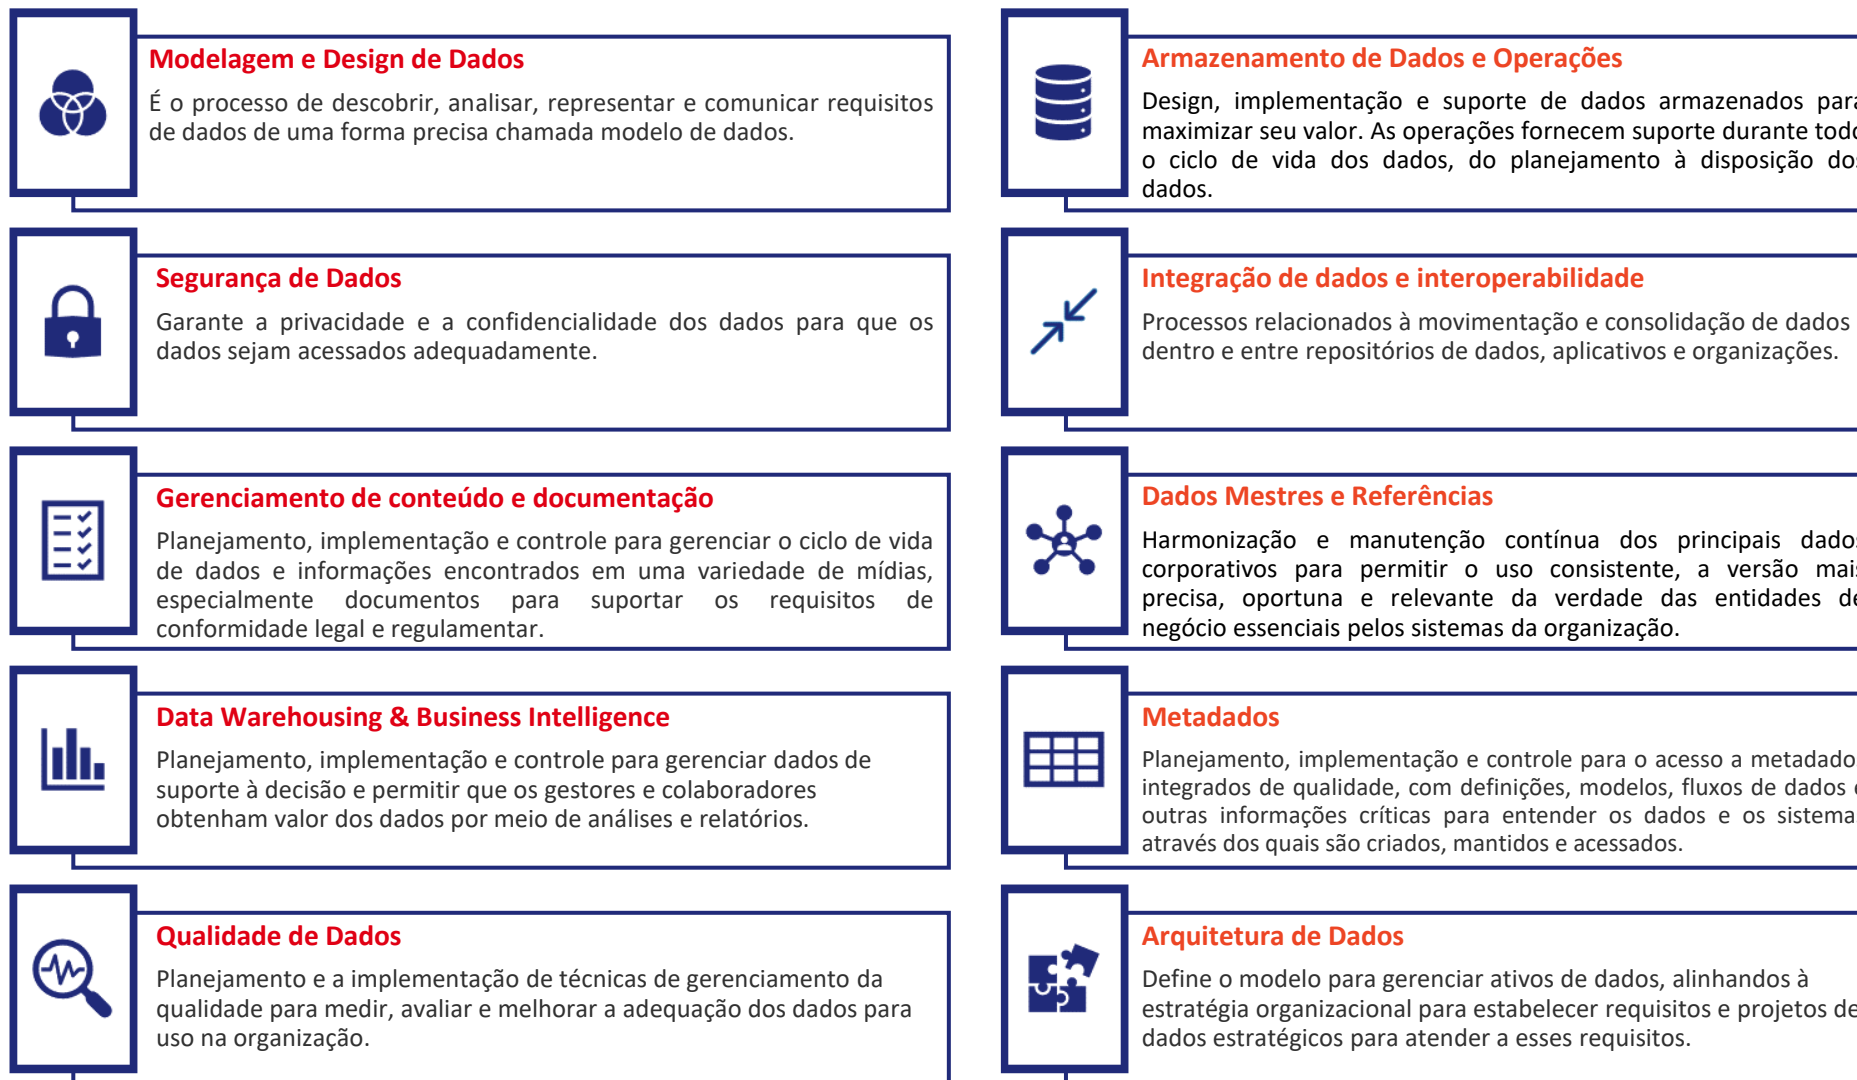 Modelagem e Design de Dados
É o processo de descobrir, analisar, representar e comunicar requisitos
de dados de uma forma precisa chamada modelo de dados.
Armazenamento de Dados e Operações
Design, implementação e suporte de dados armazenados para
maximizar seu valor. As operações fornecem suporte durante todo
o ciclo de vida dos dados, do planejamento à disposição dos
dados.
Segurança de Dados
Garante a privacidade e a confidencialidade dos dados para que os
dados sejam acessados adequadamente.
Integração de dados e interoperabilidade
Processos relacionados à movimentação e consolidação de dados
dentro e entre repositórios de dados, aplicativos e organizações.
Gerenciamento de conteúdo e documentação
Planejamento, implementação e controle para gerenciar o ciclo de vida
de dados e informações encontrados em uma variedade de mídias,
especialmente documentos para suportar os requisitos de
conformidade legal e regulamentar.
Dados Mestres e Referências
Harmonização e manutenção contínua dos principais dados
corporativos para permitir o uso consistente, a versão mais
precisa, oportuna e relevante da verdade das entidades de
negócio essenciais pelos sistemas da organização.
Data Warehousing & Business Intelligence
Planejamento, implementação e controle para gerenciar dados de
suporte à decisão e permitir que os gestores e colaboradores
obtenham valor dos dados por meio de análises e relatórios.
Metadados
Planejamento, implementação e controle para o acesso a metadados
integrados de qualidade, com definições, modelos, fluxos de dados e
outras informações críticas para entender os dados e os sistemas
através dos quais são criados, mantidos e acessados.
Qualidade de Dados
Planejamento e a implementação de técnicas de gerenciamento da
qualidade para medir, avaliar e melhorar a adequação dos dados para
uso na organização.
Arquitetura de Dados
Define o modelo para gerenciar ativos de dados, alinhandos à
estratégia organizacional para estabelecer requisitos e projetos de
dados estratégicos para atender a esses requisitos.